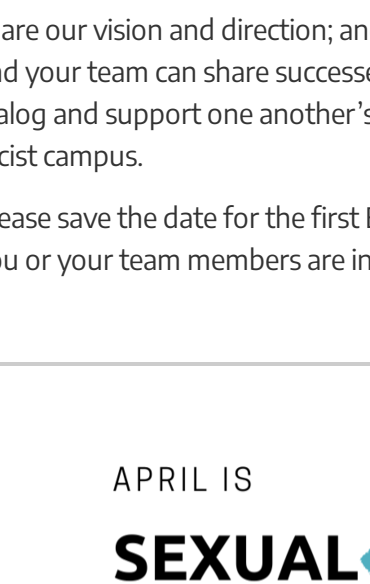 are our vision and direction; an
d your team can share successe
alog and support one another's
cist campus.
ease save the date for the first
ou or your team members are in
APRIL IS
SEXUAL